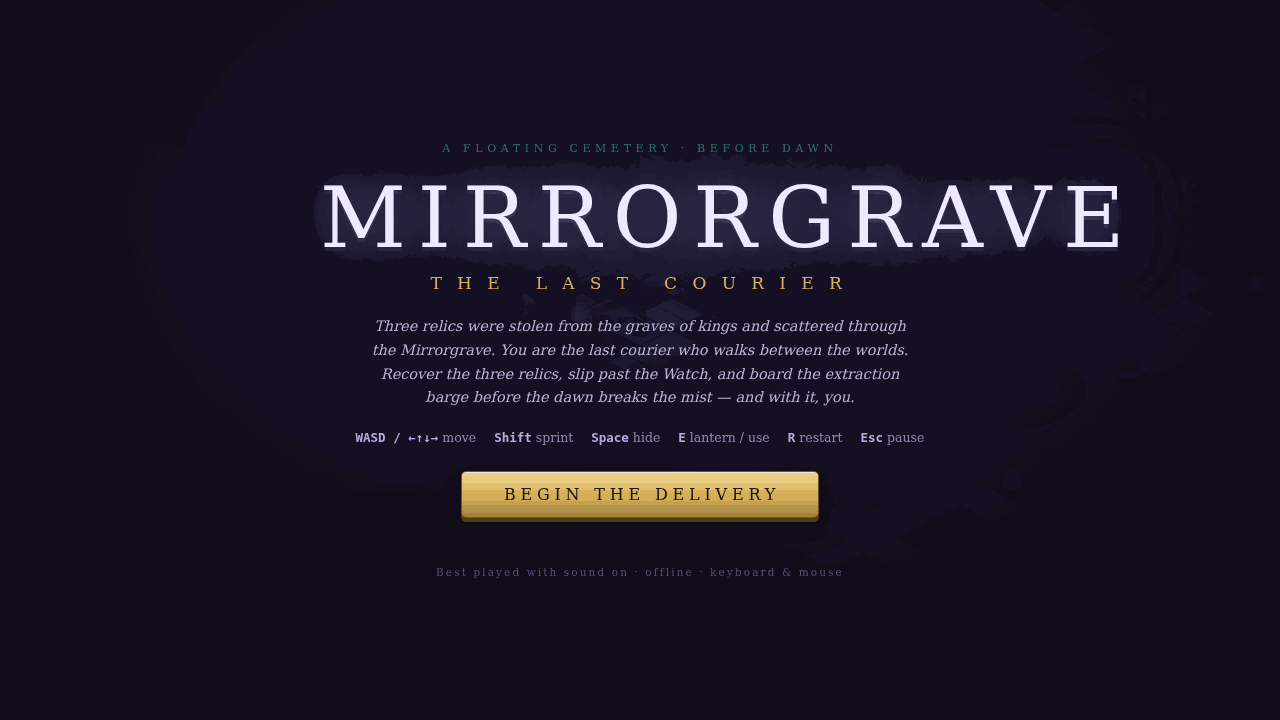 A FLOATING CEMETERY · BEFORE DAWN
MIRRORGRAVE
THE LAST COURIER
Three relics were stolen from the graves of kings and scattered through
the Mirrorgrave. You are the last courier who walks between the worlds.
Recover the three relics, slip past the Watch, and board the extraction
barge before the dawn breaks the mist — and with it, you.
WASD / ←↑↓→ move Shift sprint Space hide E lantern / use R restart Esc pause
BEGIN THE DELIVERY
Best played with sound on · offline · keyboard & mouse